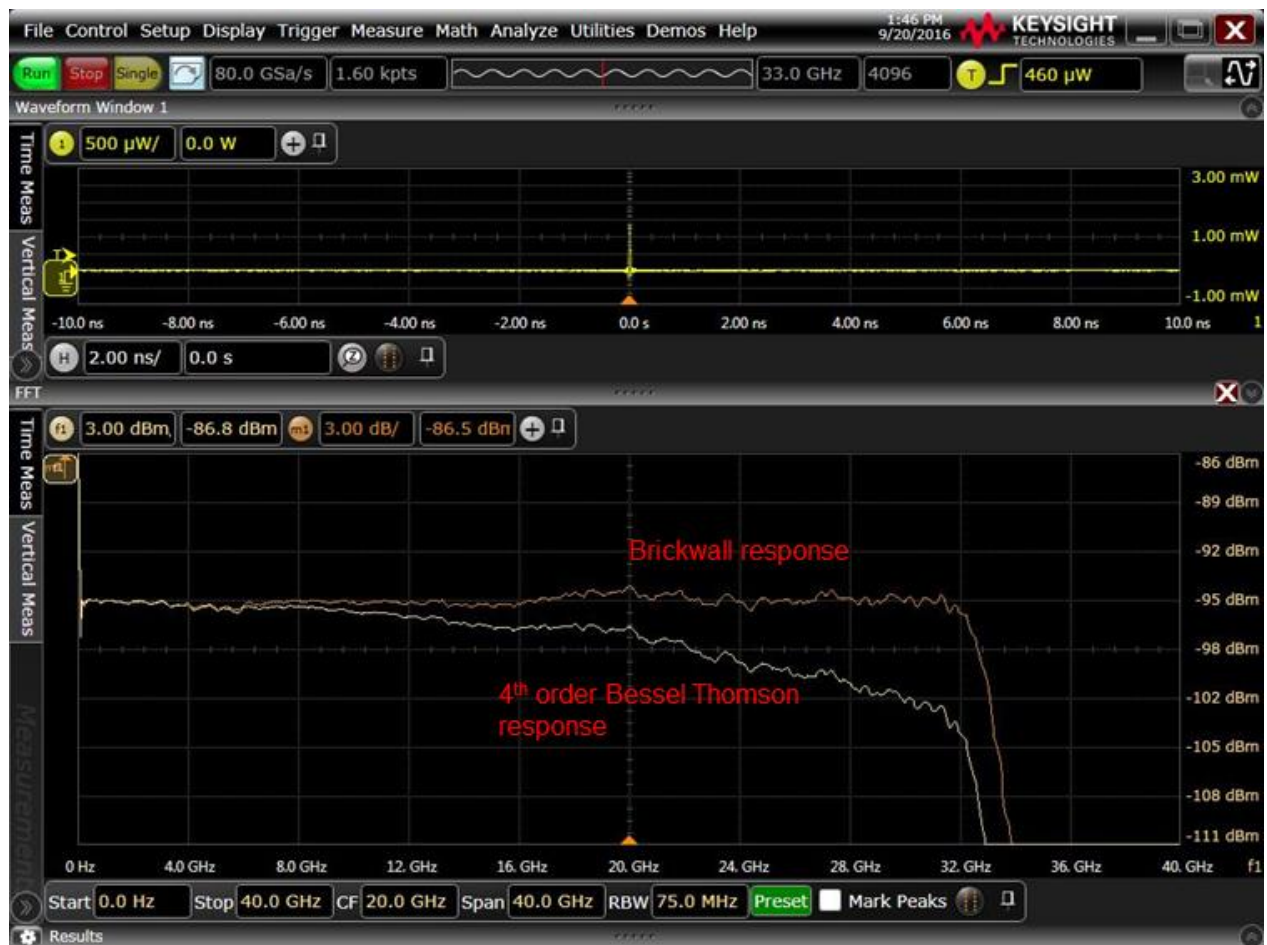 File Control Setup Display Trigger Measure Math Analyze Utilities Demos Help
1:46 PM
9/20/2016
KEYSIGHT
TECHNOLOGIES
Run Stop Single 80.0 GSa/s 1.60 kpts 33.0 GHz 4096 T 460 µW
Waveform Window 1
Time Meas
Vertical Meas
1 500 µW/ 0.0 W
3.00 mW
1.00 mW
-1.00 mW
T
1
-10.0 ns -8.00 ns -6.00 ns -4.00 ns -2.00 ns 0.0 s 2.00 ns 4.00 ns 6.00 ns 8.00 ns 10.0 ns 1
H 2.00 ns/ 0.0 s Z
FFT
Time Meas
Vertical Meas
Measurements
f1 3.00 dBm, -86.8 dBm m1 3.00 dB/ -86.5 dBm
-86 dBm
-89 dBm
Brickwall response
-92 dBm
-95 dBm
-98 dBm
4th order Bessel Thomson
response
-102 dBm
-105 dBm
-108 dBm
-111 dBm
0 Hz 4.0 GHz 8.0 GHz 12. GHz 16. GHz 20. GHz 24. GHz 28. GHz 32. GHz 36. GHz 40. GHz f1
Start 0.0 Hz Stop 40.0 GHz CF 20.0 GHz Span 40.0 GHz RBW 75.0 MHz Preset Mark Peaks
Results